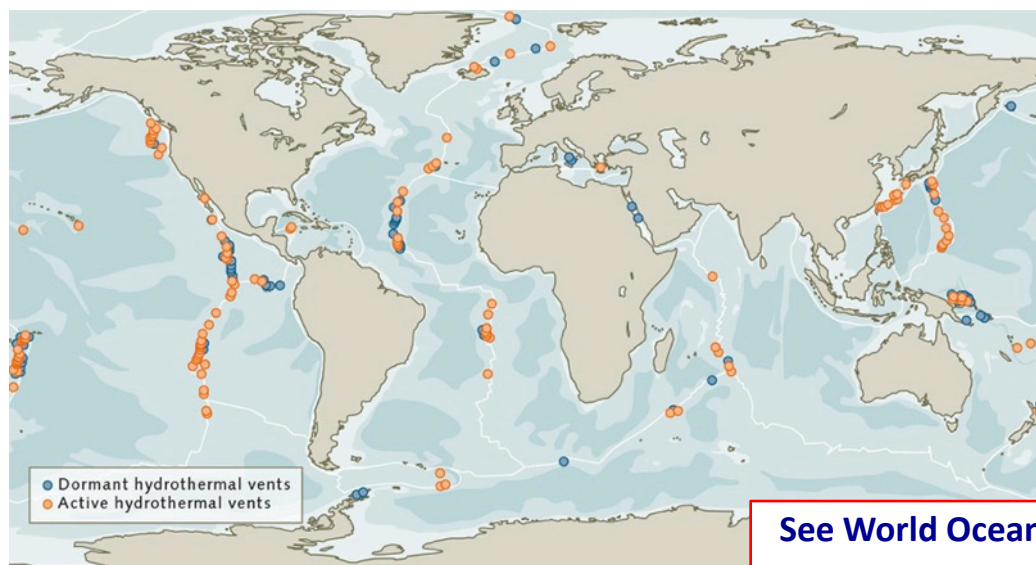 Dormant hydrothermal vents
Active hydrothermal vents
See World Ocean